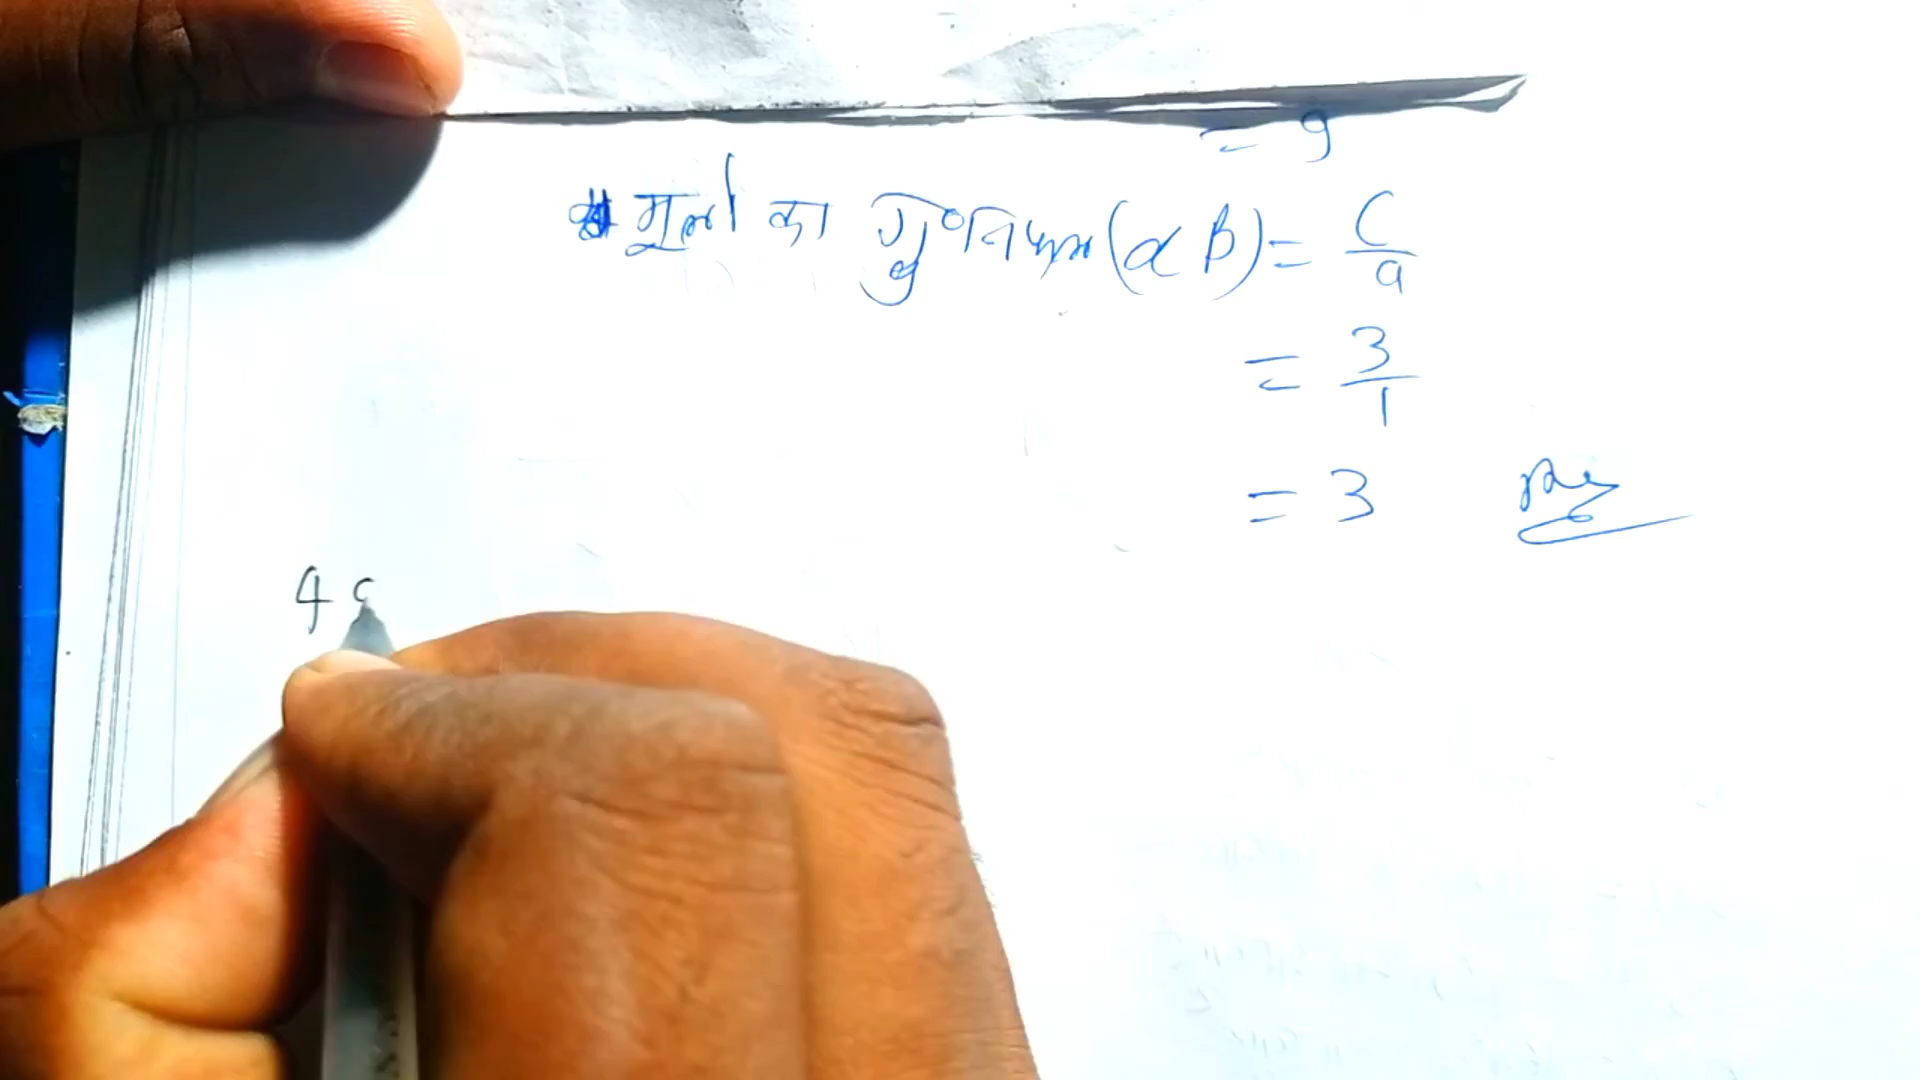 = 9
मूलों का गुणनफल (αβ) = C/a
= 3/1
= 3
4